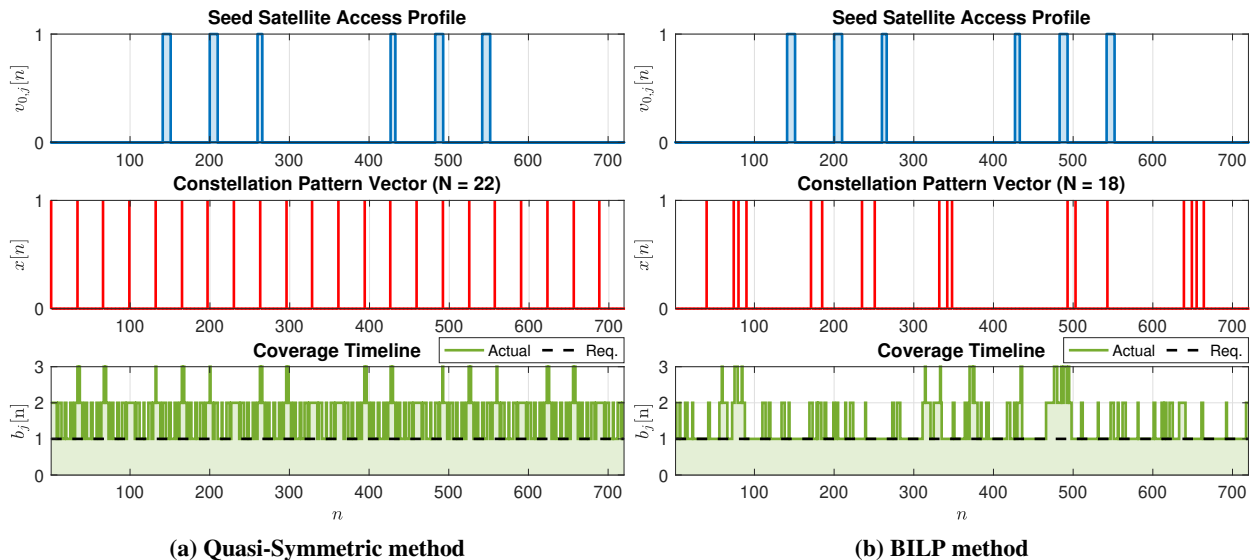 Seed Satellite Access Profile
1
0
v0,j[n]
100 200 300 400 500 600 700
Constellation Pattern Vector (N = 22)
1
0
x[n]
100 200 300 400 500 600 700
Coverage Timeline
Actual Req.
3
2
1
0
bj[n]
100 200 300 400 500 600 700
n
(a) Quasi-Symmetric method
Seed Satellite Access Profile
1
0
v0,j[n]
100 200 300 400 500 600 700
Constellation Pattern Vector (N = 18)
1
0
x[n]
100 200 300 400 500 600 700
Coverage Timeline
Actual Req.
3
2
1
0
bj[n]
100 200 300 400 500 600 700
n
(b) BILP method